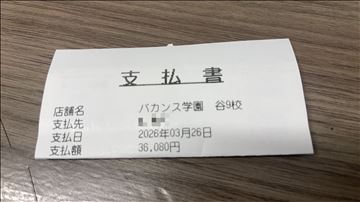 支払書
店舗名 バカンス学園 谷9校
支払先
支払日 2026年03月26日
支払額 36,080円